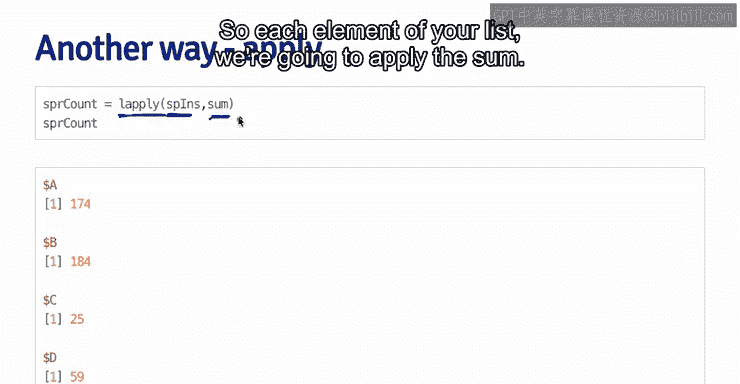 So each element of your list,
we're going to apply the sum.
Another way - apply
sprCount = lapply(spIns,sum)
sprCount
$A
[1] 174
$B
[1] 184
$C
[1] 25
$D
[1] 59